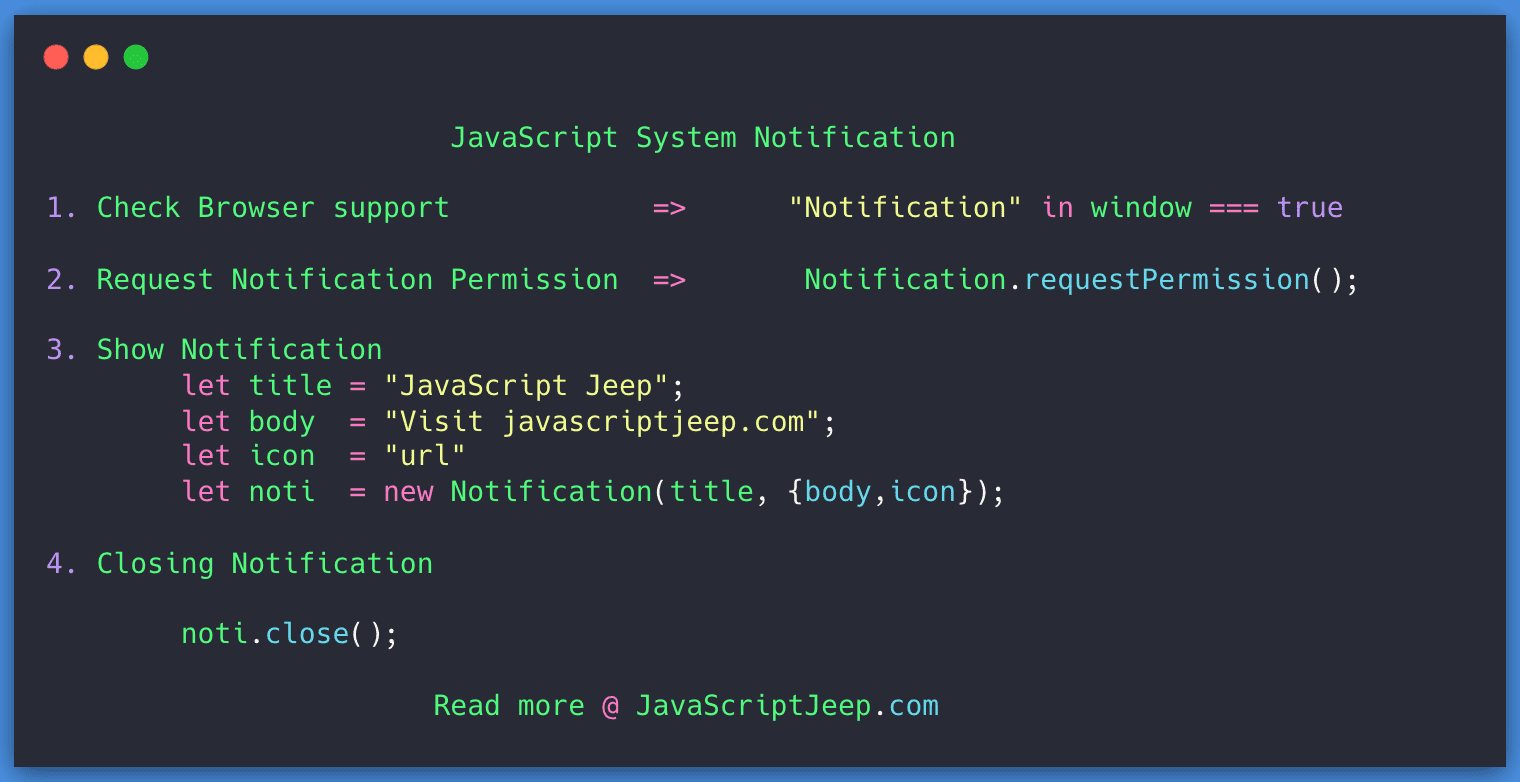 JavaScript System Notification
1. Check Browser support => "Notification" in window === true
2. Request Notification Permission => Notification.requestPermission();
3. Show Notification
let title = "JavaScript Jeep";
let body = "Visit javascriptjeep.com";
let icon = "url"
let noti = new Notification(title, {body,icon});
4. Closing Notification
noti.close();
Read more @ JavaScriptJeep.com